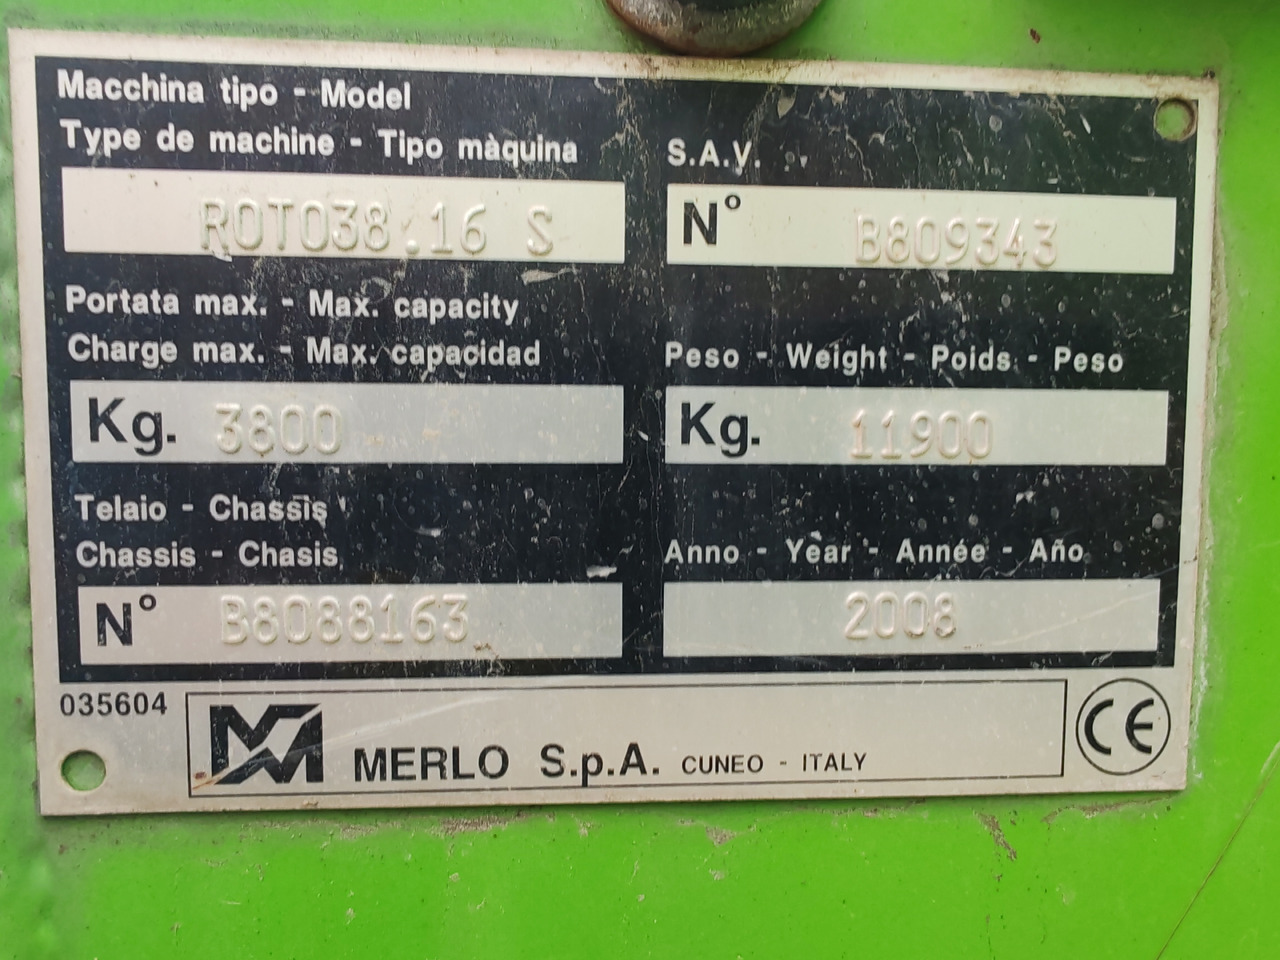 Macchina tipo - Model
Type de machine - Tipo màquina
ROTO38.16 S
S.A.V.
N° B809343
Portata max. - Max. capacity
Charge max. - Max. capacidad
Kg. 3800
Peso - Weight - Poids - Peso
Kg. 11900
Telaio - Chassis
Chassis - Chasis
N° B8088163
Anno - Year - Année - Año
2008
035604
MERLO S.p.A. CUNEO - ITALY
CE